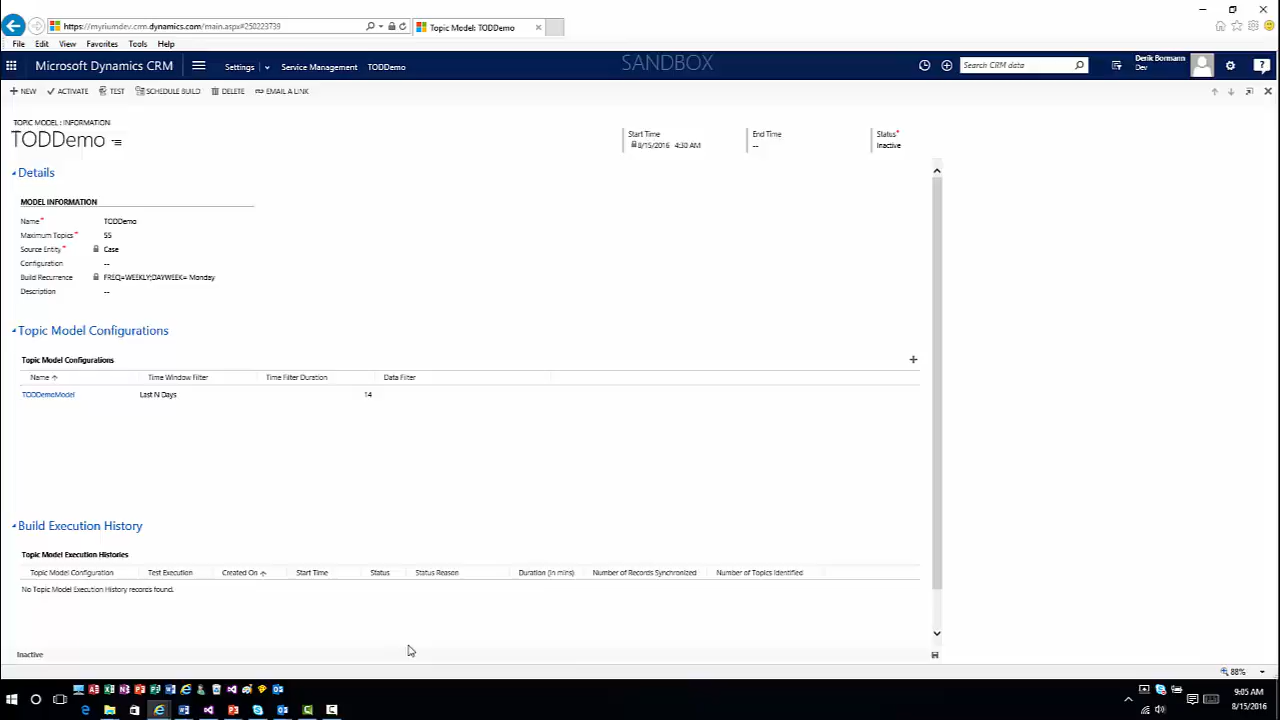 https://myriumdev.crm.dynamics.com/main.aspx#250223739
Topic Model: TODDemo
File Edit View Favorites Tools Help
Microsoft Dynamics CRM Settings Service Management TODDemo SANDBOX Search CRM data Derik Bormann
Dev
NEW ACTIVATE TEST SCHEDULE BUILD DELETE EMAIL A LINK
TOPIC MODEL : INFORMATION
TODDemo
Start Time End Time Status*
8/15/2016 4:30 AM -- Inactive
Details
MODEL INFORMATION
Name* TODDemo
Maximum Topics* 55
Source Entity* Case
Configuration --
Build Recurrence FREQ=WEEKLY;DAYWEEK= Monday
Description --
Topic Model Configurations
Topic Model Configurations
Name Time Window Filter Time Filter Duration Data Filter
TODDemoModel Last N Days 14
Build Execution History
Topic Model Execution Histories
Topic Model Configuration Test Execution Created On Start Time Status Status Reason Duration (in mins) Number of Records Synchronized Number of Topics Identified
No Topic Model Execution History records found.
Inactive
88%
9:05 AM
8/15/2016